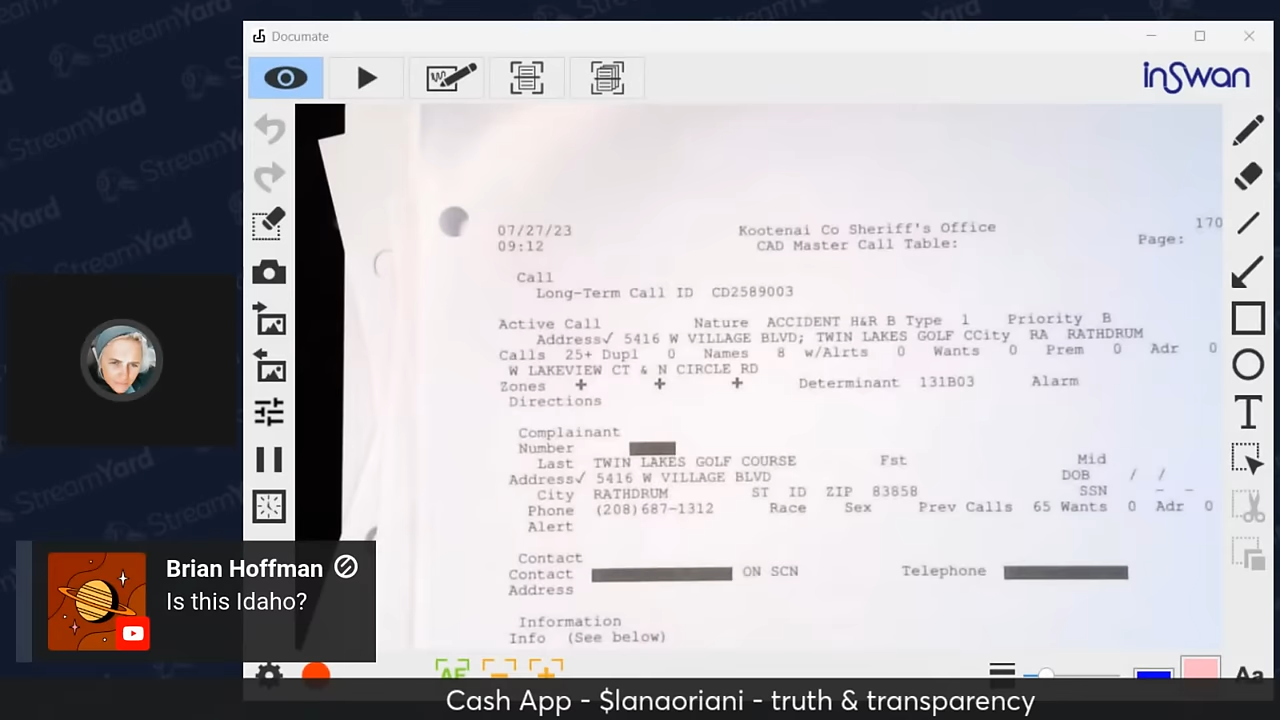 StreamYard
StreamYard
StreamYard
StreamYard
Documate
inSwan
170
07/27/23 Kootenai Co Sheriff's Office
09:12 CAD Master Call Table: Page:
Call
Long-Term Call ID CD2589003
Active Call Nature ACCIDENT H&R B Type 1 Priority B
Address✓ 5416 W VILLAGE BLVD; TWIN LAKES GOLF CCity RA RATHDRUM
Calls 25+ Dupl 0 Names 8 w/Alrts 0 Wants 0 Prem 0 Adr 0
W LAKEVIEW CT & N CIRCLE RD
Zones + + + Determinant 131B03 Alarm
Directions
Complainant
Number
Last TWIN LAKES GOLF COURSE Fst Mid
Address✓ 5416 W VILLAGE BLVD DOB / /
City RATHDRUM ST ID ZIP 83858 SSN - -
Phone (208)687-1312 Race Sex Prev Calls 65 Wants 0 Adr 0
Alert
Contact
Contact ON SCN Telephone
Address
Information
Info (See below)
Brian Hoffman
Is this Idaho?
AF
T
Aa
Cash App - $lanaoriani - truth & transparency